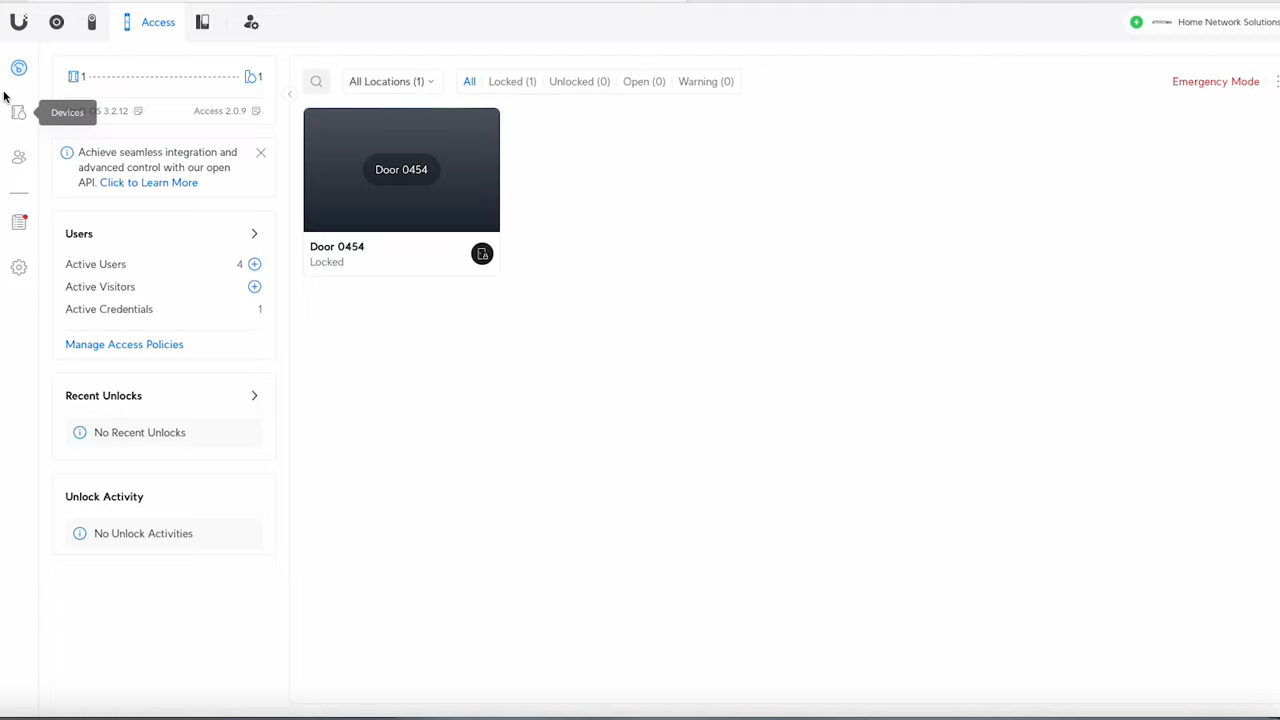 Access
Home Network Solutions
1
1
Devices
OS 3.2.12
Access 2.0.9
Achieve seamless integration and
advanced control with our open
API. Click to Learn More
Users
Active Users 4
Active Visitors
Active Credentials 1
Manage Access Policies
Recent Unlocks
No Recent Unlocks
Unlock Activity
No Unlock Activities
All Locations (1)
All Locked (1) Unlocked (0) Open (0) Warning (0)
Emergency Mode
Door 0454
Door 0454
Locked